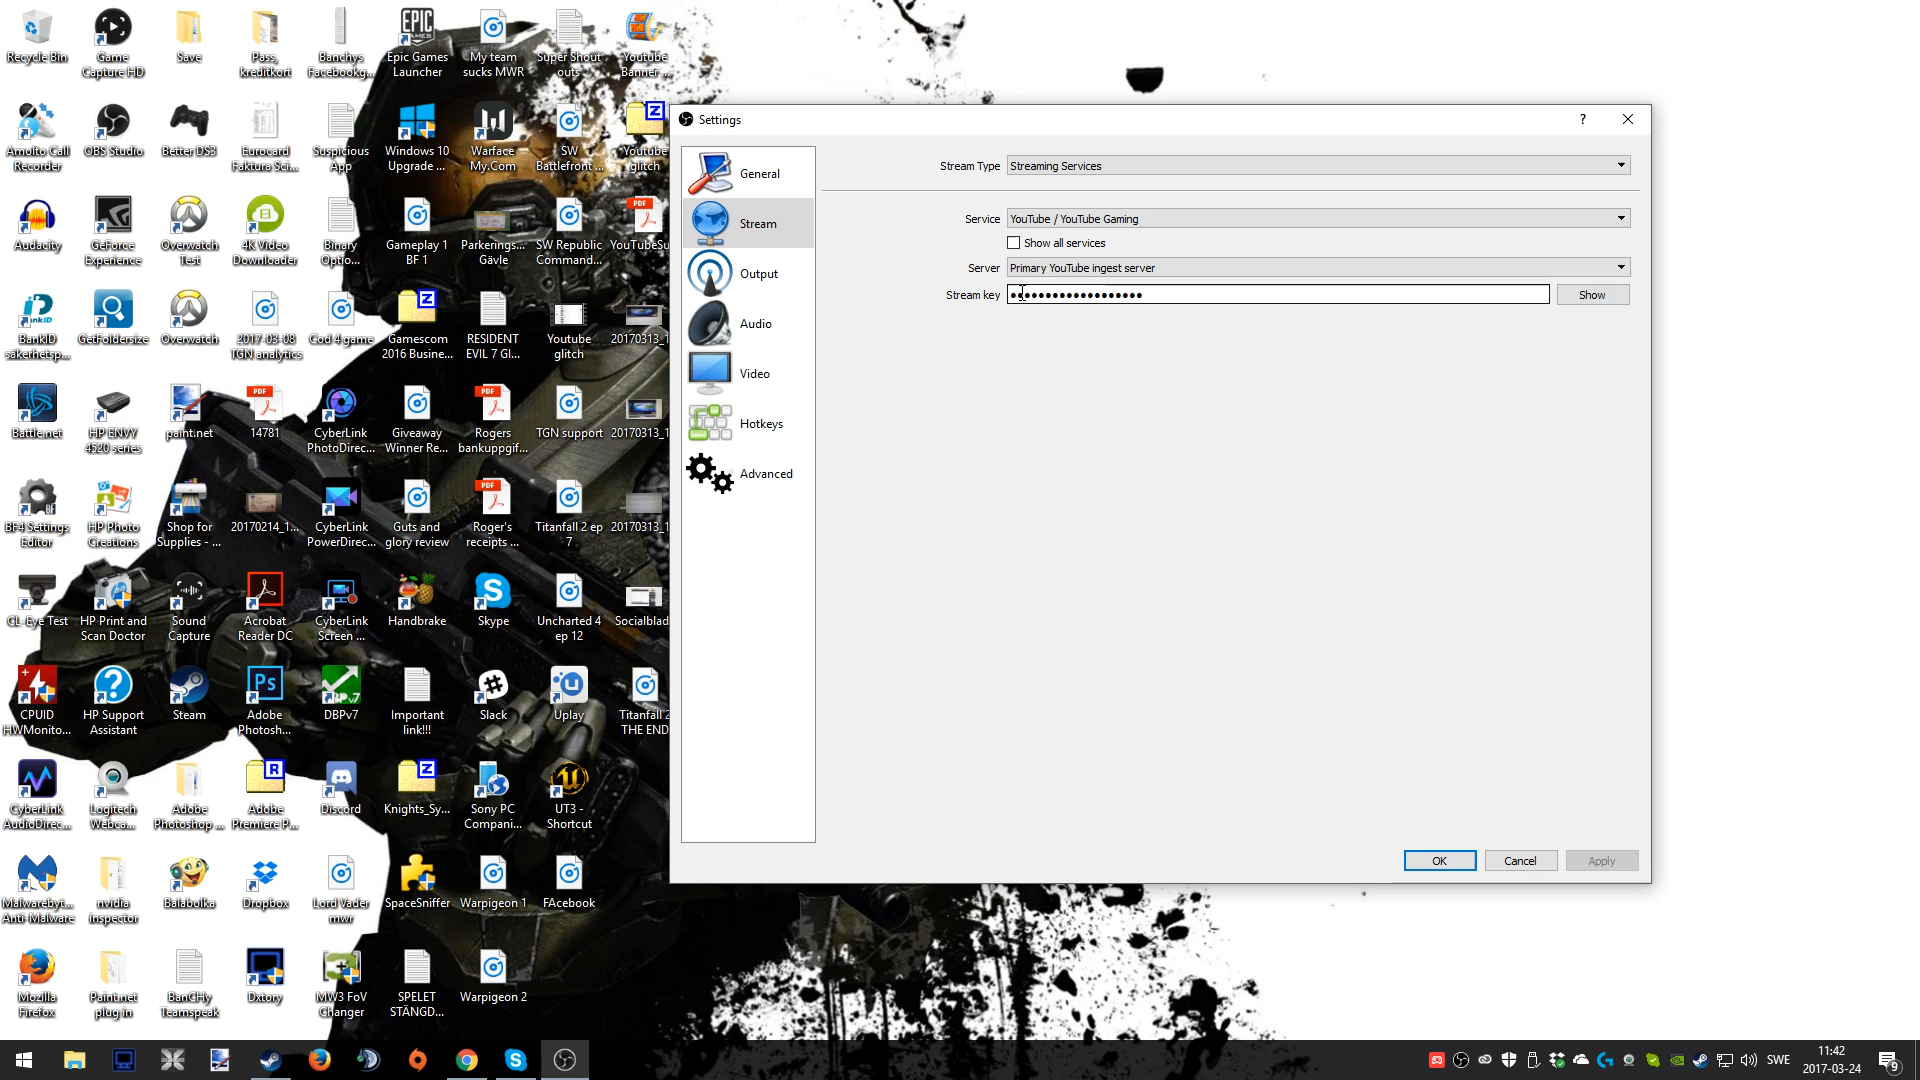 Recycle Bin
Game
Capture HD
Save
Pass,
kreditkort
Banchys
Facebookg...
EPIC
GAMES
Epic Games
Launcher
My team
sucks MWR
Super Shout
outs
Youtube
Banner ...
Amolto Call
Recorder
OBS Studio
Better DS3
Eurocard
Faktura Sci...
Suspicious
App
Windows 10
Upgrade ...
Warface
My.Com
SW
Battlefront ...
Z
Youtube
glitch
Audacity
GeForce
Experience
Overwatch
Test
4K Video
Downloader
Binary
Optio...
Gameplay 1
BF 1
Parkerings...
Gävle
SW Republic
Command...
PDF
YouTubeSu
BankID
säkerhetsp...
GetFoldersize
Overwatch
2017-03-08
TGN analytics
God 4 game
Z
Gamescom
2016 Busine...
RESIDENT
EVIL 7 Gl...
Youtube
glitch
20170313_1
Battle.net
HP ENVY
4520 series
paint.net
PDF
14781
CyberLink
PhotoDirec...
Giveaway
Winner Re...
PDF
Rogers
bankuppgif...
TGN support
20170313_1
BF4 Settings
Editor
HP Photo
Creations
Shop for
Supplies - ...
20170214_1...
CyberLink
PowerDirec...
Guts and
glory review
PDF
Roger's
receipts ...
Titanfall 2 ep
7
20170313_1
CL-Eye Test
HP Print and
Scan Doctor
Sound
Capture
Acrobat
Reader DC
CyberLink
Screen ...
Handbrake
Skype
Uncharted 4
ep 12
Socialblad
CPUID
HWMonito...
HP Support
Assistant
Steam
Ps
Adobe
Photosh...
DBPv7
Important
link!!!
Slack
Uplay
Titanfall 2
THE END
CyberLink
AudioDirec...
Logitech
Webca...
Adobe
Photoshop ...
R
Adobe
Premiere P...
Discord
Z
Knights_Sy...
Sony PC
Compani...
UT3 -
Shortcut
Malwarebyt...
Anti-Malware
nvidia
inspector
Balabolka
Dropbox
Lord Vader
mwr
SpaceSniffer
Warpigeon 1
FAcebook
Mozilla
Firefox
Paint.net
plug in
BanCHy
Teamspeak
Dxtory
MW3 FoV
Changer
SPELET
STÄNGD...
Warpigeon 2
Settings
?
General
Stream
Output
Audio
Video
Hotkeys
Advanced
Stream Type
Streaming Services
Service
YouTube / YouTube Gaming
Show all services
Server
Primary YouTube ingest server
Stream key
Show
OK
Cancel
Apply
SWE
11:42
2017-03-24
9